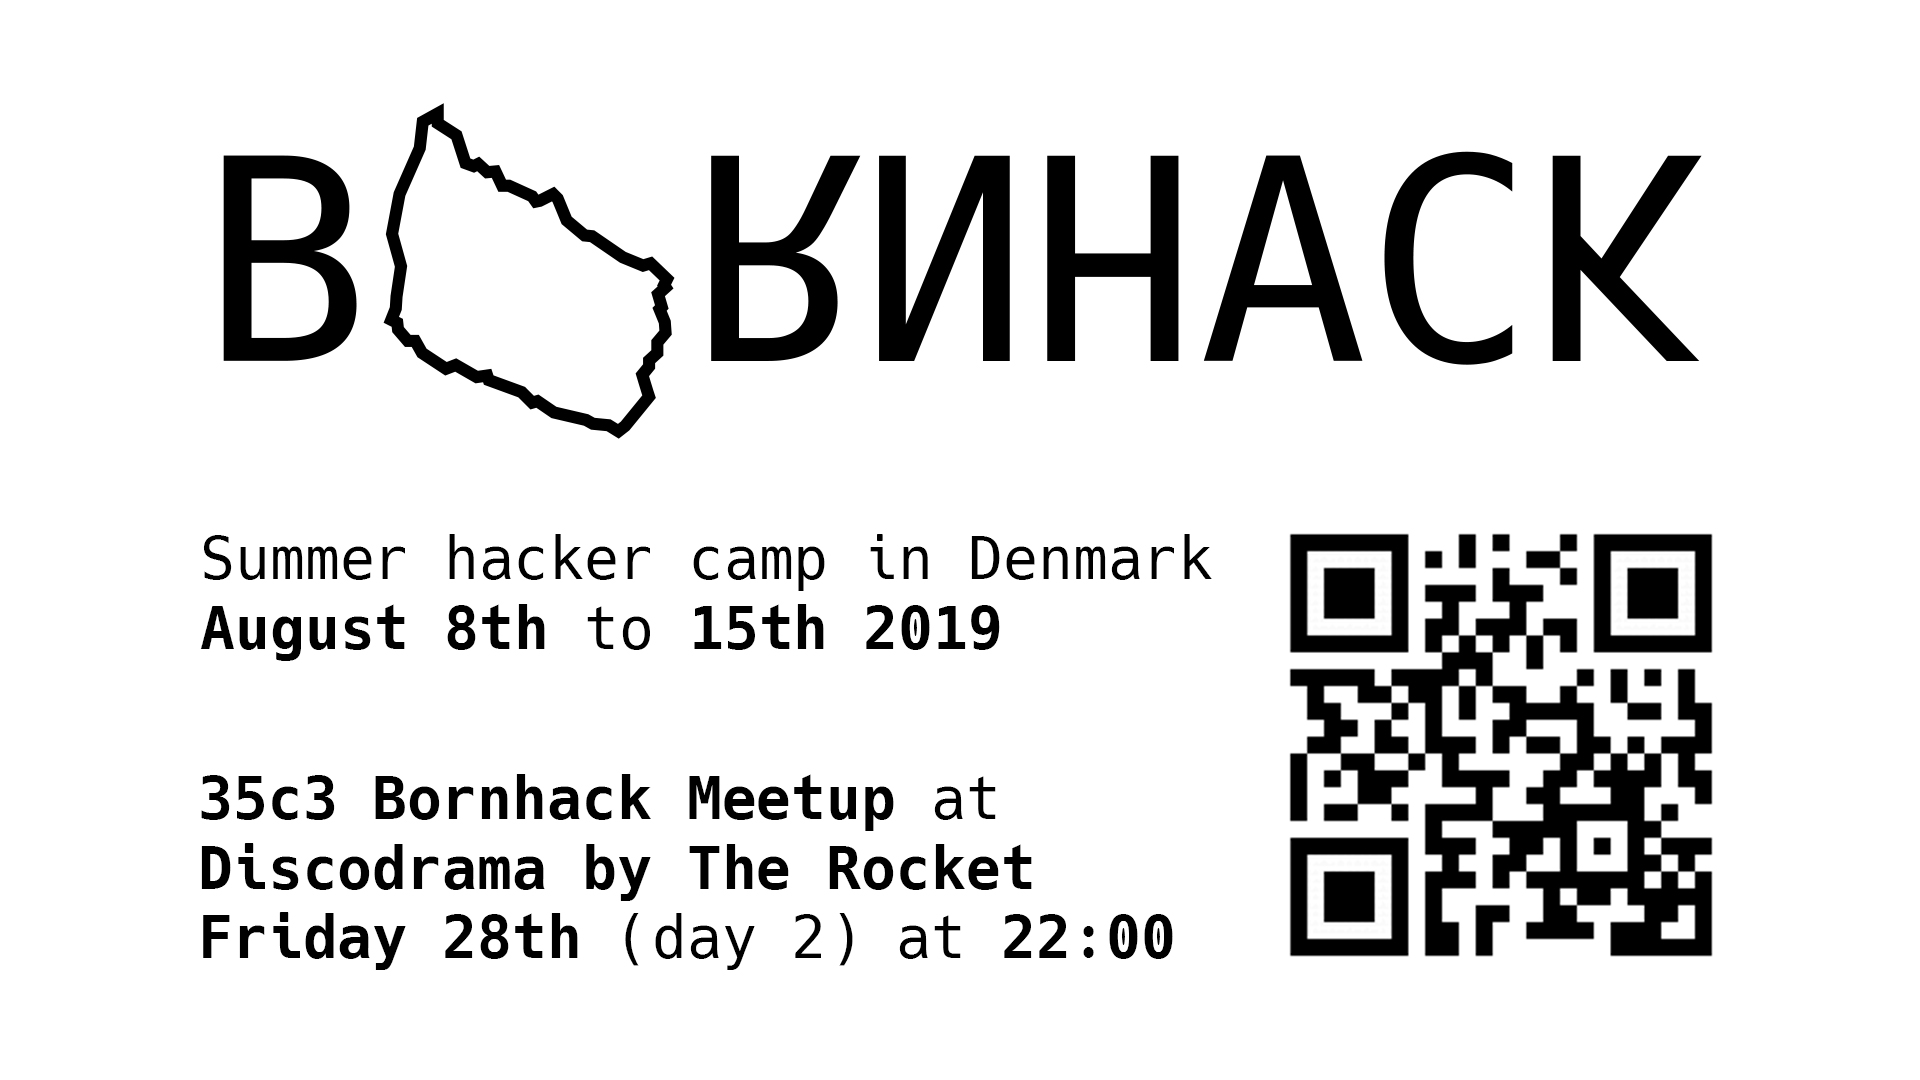 BORNHACK
Summer hacker camp in Denmark
August 8th to 15th 2019
35c3 Bornhack Meetup at
Discodrama by The Rocket
Friday 28th (day 2) at 22:00